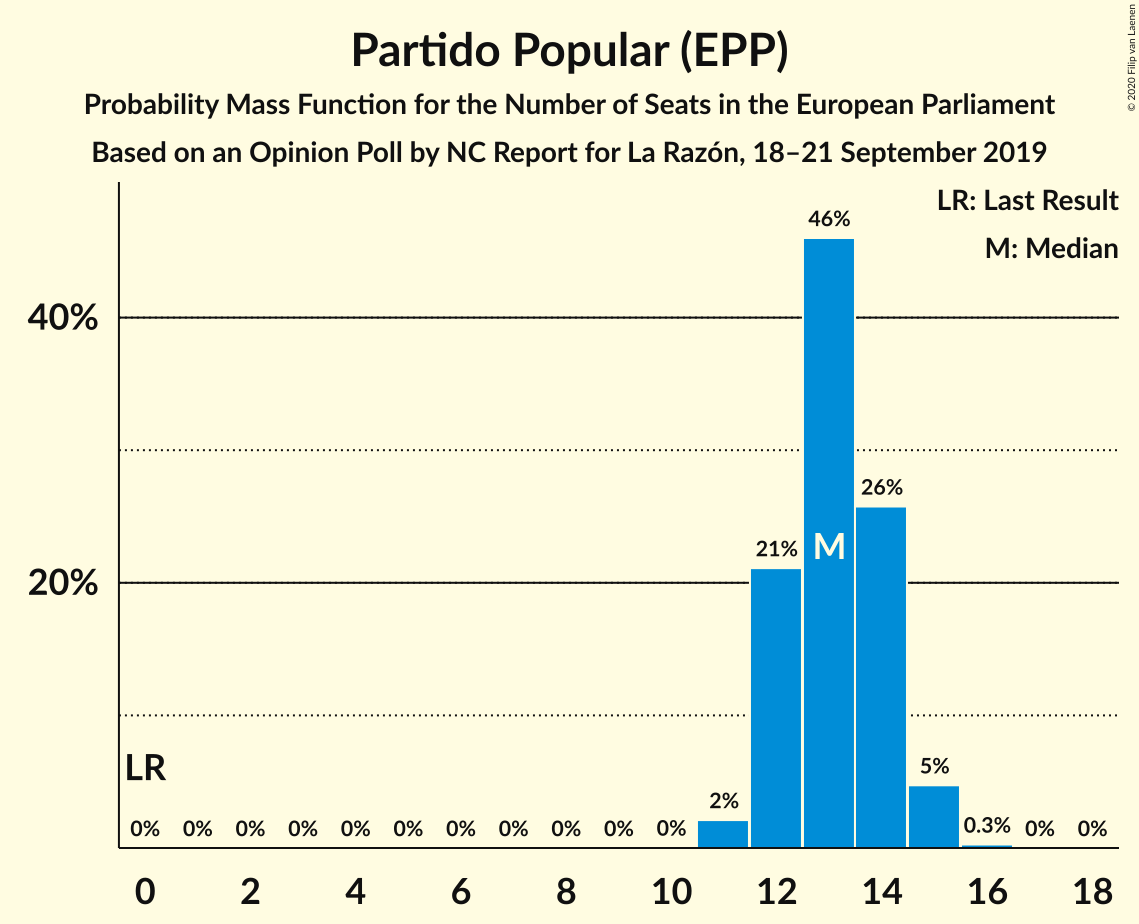 Partido Popular (EPP)
Probability Mass Function for the Number of Seats in the European Parliament
Based on an Opinion Poll by NC Report for La Razón, 18–21 September 2019
© 2020 Filip van Laenen
LR: Last Result
M: Median
46%
40%
26%
21%
M
20%
LR
5%
2%
0% 0% 0% 0% 0% 0% 0% 0% 0% 0% 0% 0.3% 0% 0%
0 2 4 6 8 10 12 14 16 18